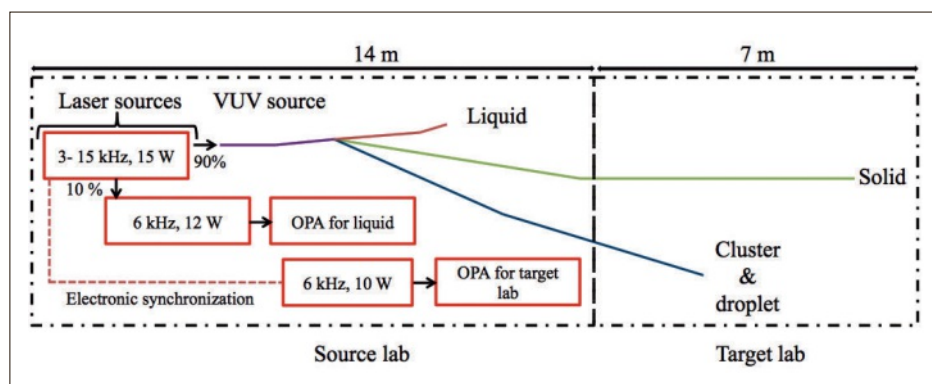 14 m
7 m
Laser sources
VUV source
Liquid
3- 15 kHz, 15 W
90%
10 %
Solid
6 kHz, 12 W
OPA for liquid
Cluster
&
droplet
6 kHz, 10 W
OPA for target
lab
Electronic synchronization
Source lab
Target lab